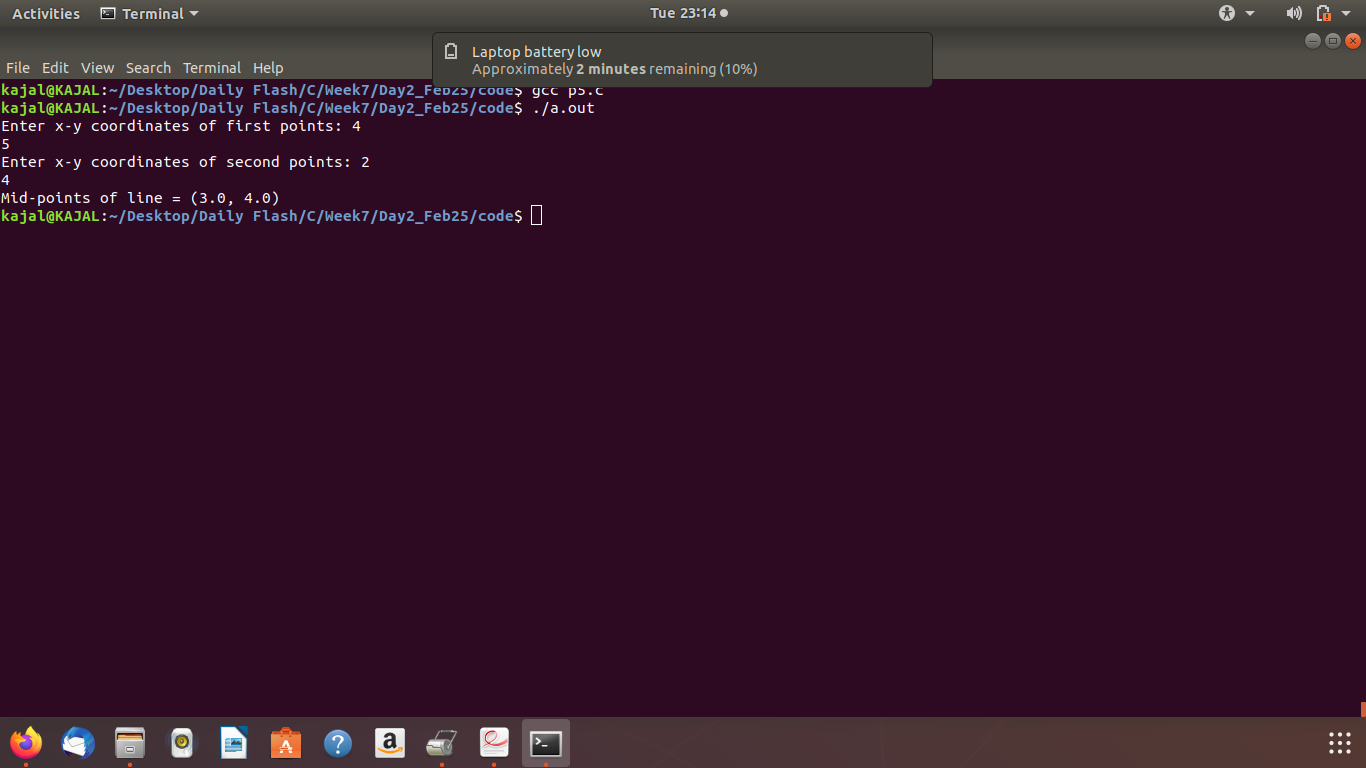 Activities Terminal Tue 23:14
Laptop battery low
Approximately 2 minutes remaining (10%)
File Edit View Search Terminal Help
kajal@KAJAL:~/Desktop/Daily Flash/C/Week7/Day2_Feb25/code$ gcc p5.c
kajal@KAJAL:~/Desktop/Daily Flash/C/Week7/Day2_Feb25/code$ ./a.out
Enter x-y coordinates of first points: 4
5
Enter x-y coordinates of second points: 2
4
Mid-points of line = (3.0, 4.0)
kajal@KAJAL:~/Desktop/Daily Flash/C/Week7/Day2_Feb25/code$